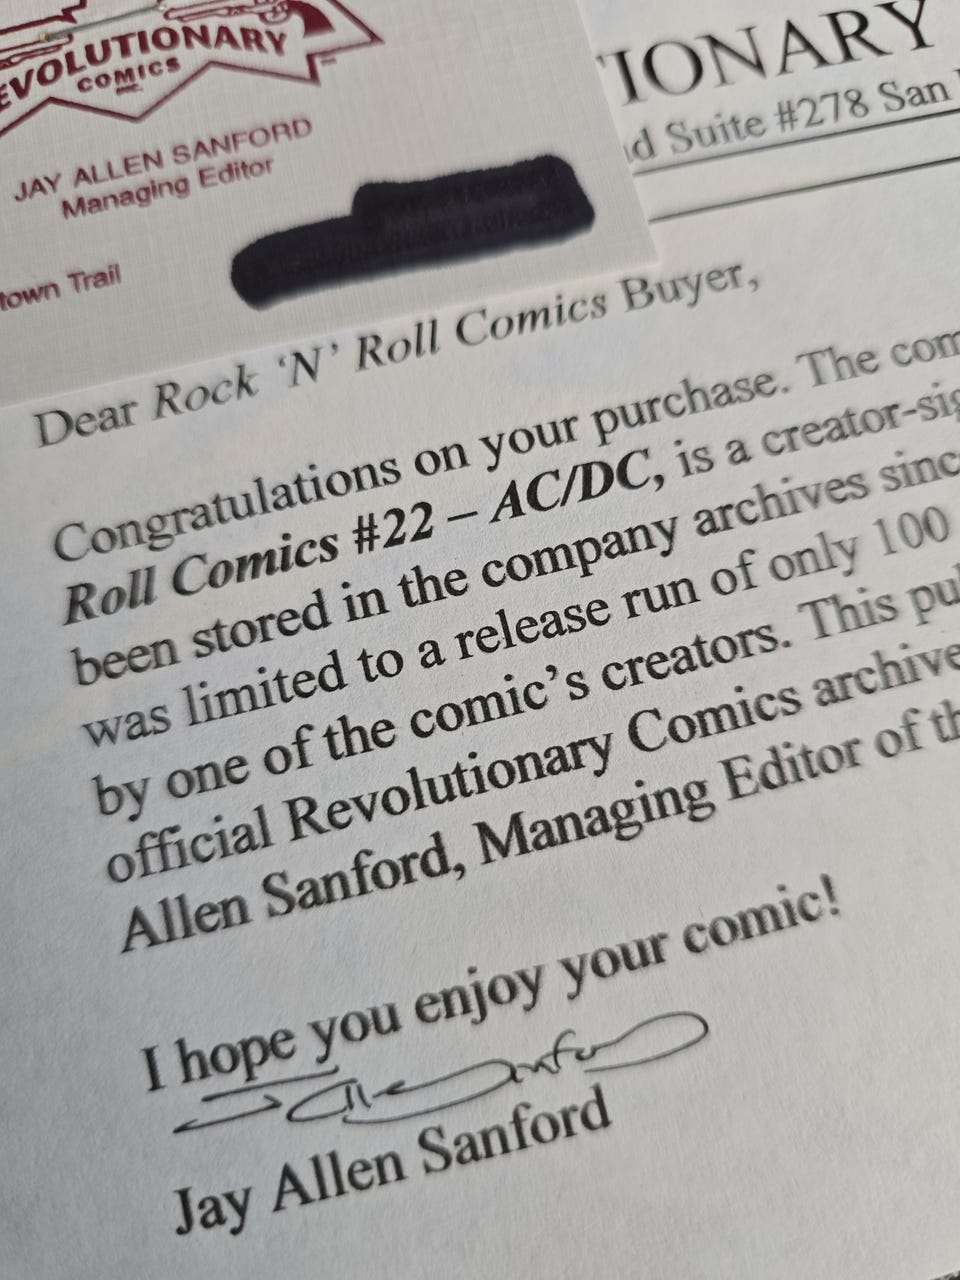 REVOLUTIONARY
COMICS
INC.
JAY ALLEN SANFORD
Managing Editor
town Trail
TIONARY
d Suite #278 San
Dear Rock 'N' Roll Comics Buyer,
Congratulations on your purchase. The com
Roll Comics #22 – AC/DC, is a creator-sig
been stored in the company archives sinc
was limited to a release run of only 100
by one of the comic's creators. This pu
official Revolutionary Comics archive
Allen Sanford, Managing Editor of th
I hope you enjoy your comic!
Jay Allen Sanford